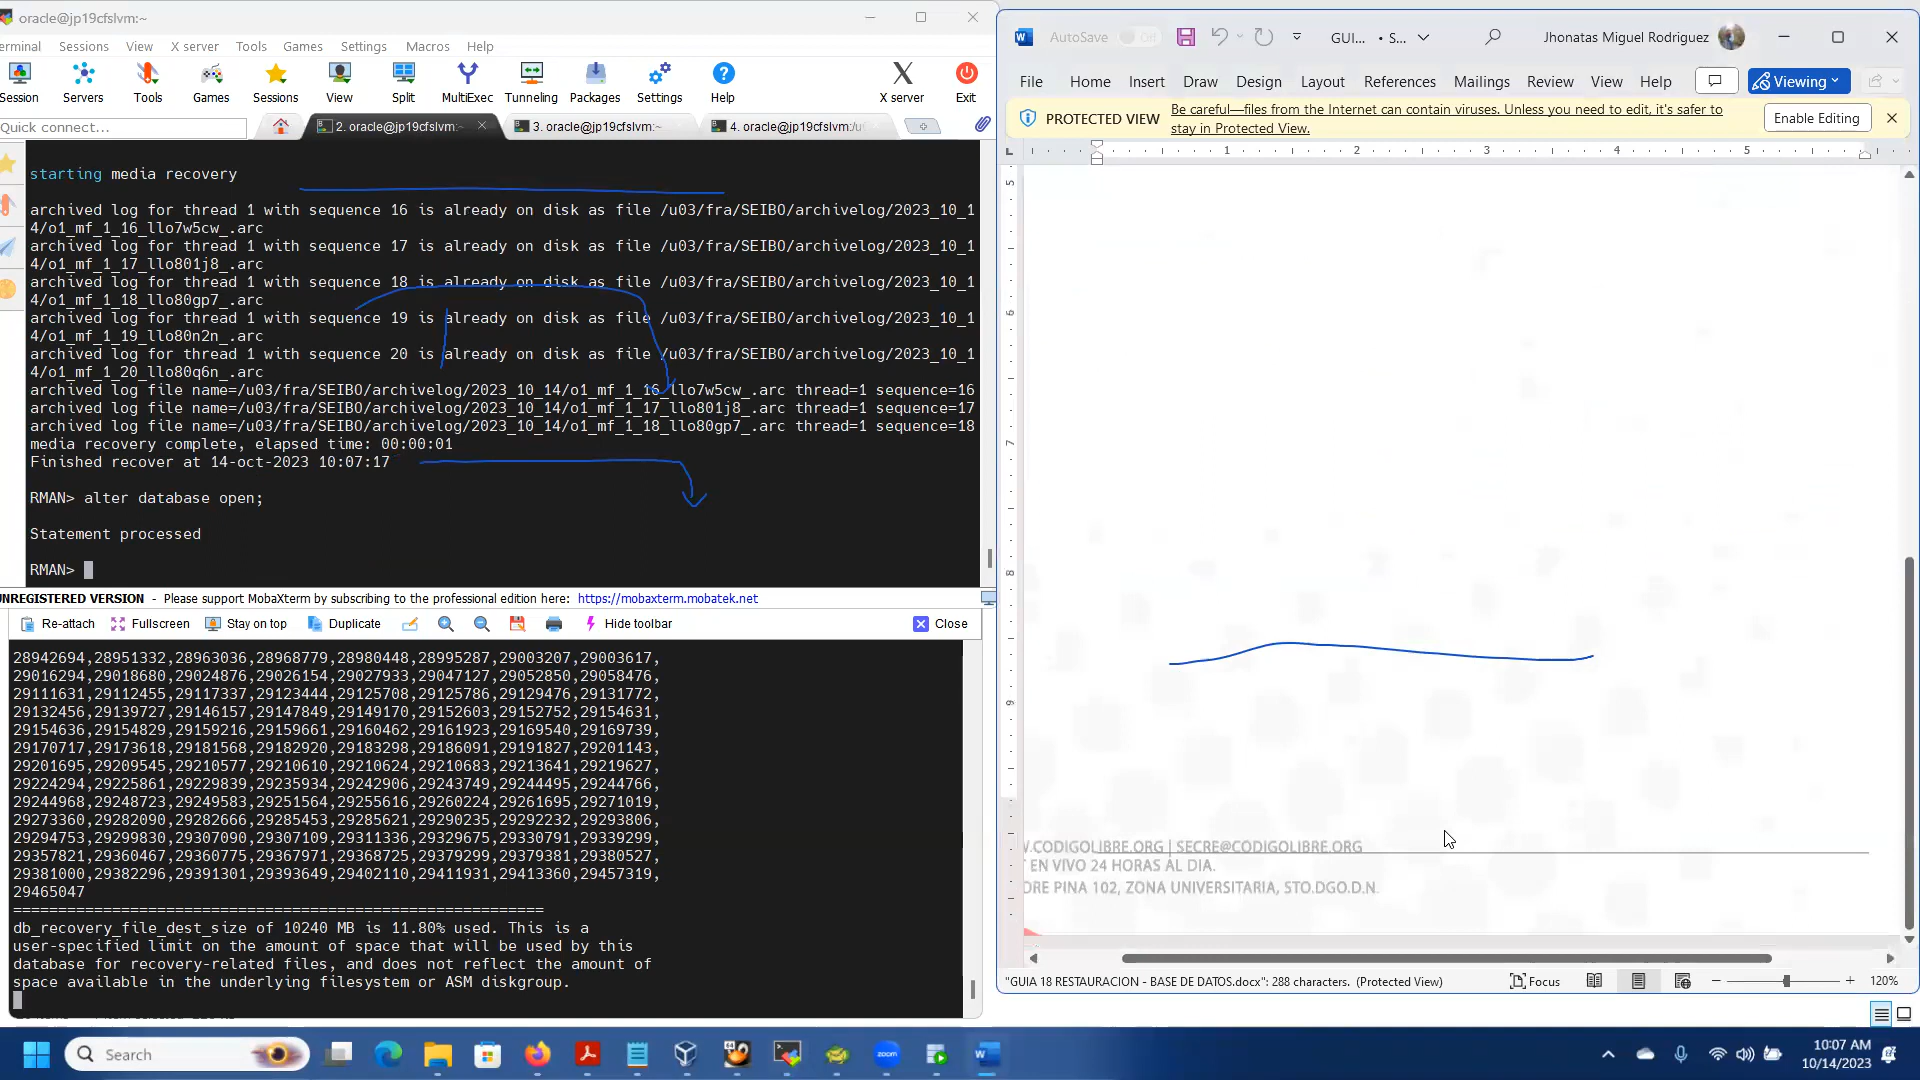 oracle@jp19cfslvm:~
erminal Sessions View X server Tools Games Settings Macros Help
Session Servers Tools Games Sessions View Split MultiExec Tunneling Packages Settings Help X server Exit
Quick connect...
2. oracle@jp19cfslvm:~
3. oracle@jp19cfslvm:~
4. oracle@jp19cfslvm:/u
starting media recovery
archived log for thread 1 with sequence 16 is already on disk as file /u03/fra/SEIBO/archivelog/2023_10_1
4/o1_mf_1_16_llo7w5cw_.arc
archived log for thread 1 with sequence 17 is already on disk as file /u03/fra/SEIBO/archivelog/2023_10_1
4/o1_mf_1_17_llo801j8_.arc
archived log for thread 1 with sequence 18 is already on disk as file /u03/fra/SEIBO/archivelog/2023_10_1
4/o1_mf_1_18_llo80gp7_.arc
archived log for thread 1 with sequence 19 is already on disk as file /u03/fra/SEIBO/archivelog/2023_10_1
4/o1_mf_1_19_llo80n2n_.arc
archived log for thread 1 with sequence 20 is already on disk as file /u03/fra/SEIBO/archivelog/2023_10_1
4/o1_mf_1_20_llo80q6n_.arc
archived log file name=/u03/fra/SEIBO/archivelog/2023_10_14/o1_mf_1_16_llo7w5cw_.arc thread=1 sequence=16
archived log file name=/u03/fra/SEIBO/archivelog/2023_10_14/o1_mf_1_17_llo801j8_.arc thread=1 sequence=17
archived log file name=/u03/fra/SEIBO/archivelog/2023_10_14/o1_mf_1_18_llo80gp7_.arc thread=1 sequence=18
media recovery complete, elapsed time: 00:00:01
Finished recover at 14-oct-2023 10:07:17
RMAN> alter database open;
Statement processed
RMAN>
UNREGISTERED VERSION - Please support MobaXterm by subscribing to the professional edition here: https://mobaxterm.mobatek.net
Re-attach Fullscreen Stay on top Duplicate Hide toolbar Close
28942694,28951332,28963036,28968779,28980448,28995287,29003207,29003617,
29016294,29018680,29024876,29026154,29027933,29047127,29052850,29058476,
29111631,29112455,29117337,29123444,29125708,29125786,29129476,29131772,
29132456,29139727,29146157,29147849,29149170,29152603,29152752,29154631,
29154636,29154829,29159216,29159661,29160462,29161923,29169540,29169739,
29170717,29173618,29181568,29182920,29183298,29186091,29191827,29201143,
29201695,29209545,29210577,29210610,29210624,29210683,29213641,29219627,
29224294,29225861,29229839,29235934,29242906,29243749,29244495,29244766,
29244968,29248723,29249583,29251564,29255616,29260224,29261695,29271019,
29273360,29282090,29282666,29285453,29285621,29290235,29292232,29293806,
29294753,29299830,29307090,29307109,29311336,29329675,29330791,29339299,
29357821,29360467,29360775,29367971,29368725,29379299,29379381,29380527,
29381000,29382296,29391301,29393649,29402110,29411931,29413360,29457319,
29465047
===========================================================
db_recovery_file_dest_size of 10240 MB is 11.80% used. This is a
user-specified limit on the amount of space that will be used by this
database for recovery-related files, and does not reflect the amount of
space available in the underlying filesystem or ASM diskgroup.
AutoSave Off GUI... • S... Jhonatas Miguel Rodriguez
File Home Insert Draw Design Layout References Mailings Review View Help Viewing
PROTECTED VIEW Be careful—files from the Internet can contain viruses. Unless you need to edit, it's safer to
stay in Protected View. Enable Editing
1 2 3 4 5
5
6
7
8
9
W.CODIGOLIBRE.ORG | SECRE@CODIGOLIBRE.ORG
EN VIVO 24 HORAS AL DIA.
DRE PINA 102, ZONA UNIVERSITARIA, STO.DGO.D.N.
"GUIA 18 RESTAURACION - BASE DE DATOS.docx": 288 characters. (Protected View) Focus 120%
Search zoom 10:07 AM
10/14/2023